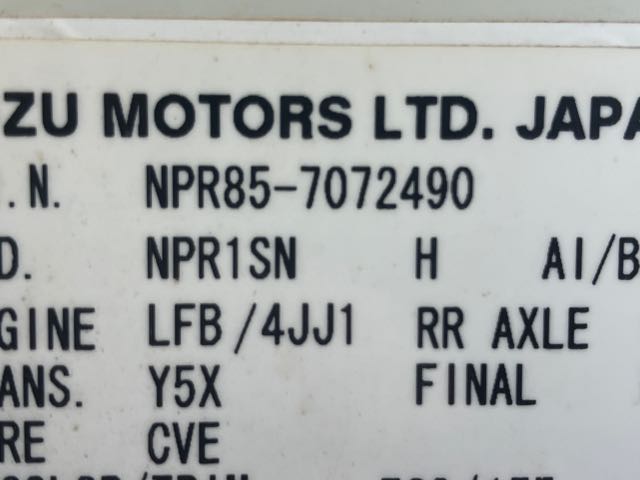 ZU MOTORS LTD. JAPA
.N. NPR85-7072490
D. NPR1SN H AI/B
GINE LFB/4JJ1 RR AXLE
ANS. Y5X FINAL
RE CVE